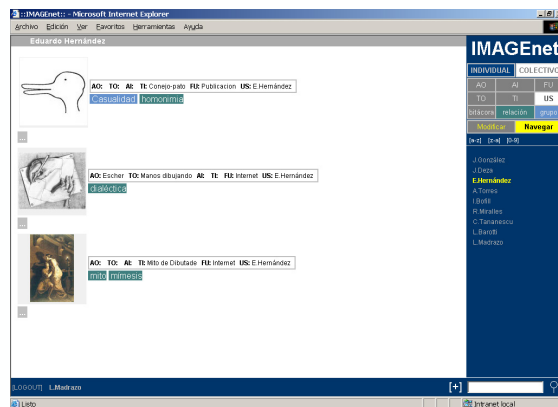 ::IMAGEnet:: - Microsoft Internet Explorer
Archivo Edición Ver Favoritos Herramientas Ayuda
Eduardo Hernández
AO: TO: AI: TI: Conejo-pato FU: Publicacion US: E.Hernández
Casualidad homonimia
...
AO: Escher TO: Manos dibujando AI: TI: FU: Internet US: E.Hernández
dialéctica
...
AO: TO: AI: TI: Mito de Dibutade FU: Internet US: E.Hernández
mito mímesis
...
IMAGEnet
INDIVIDUAL COLECTIVO
AO AI FU
TO TI US
bitácora relación grupo
Modificar Navegar
[a-z] [z-a] [0-9]
J.González
J.Deza
E.Hernández
A.Torres
I.Bofill
R.Miralles
C.Tananescu
L.Barotti
L.Madrazo
[LOGOUT] L.Madrazo
[+]
Listo
Intranet local